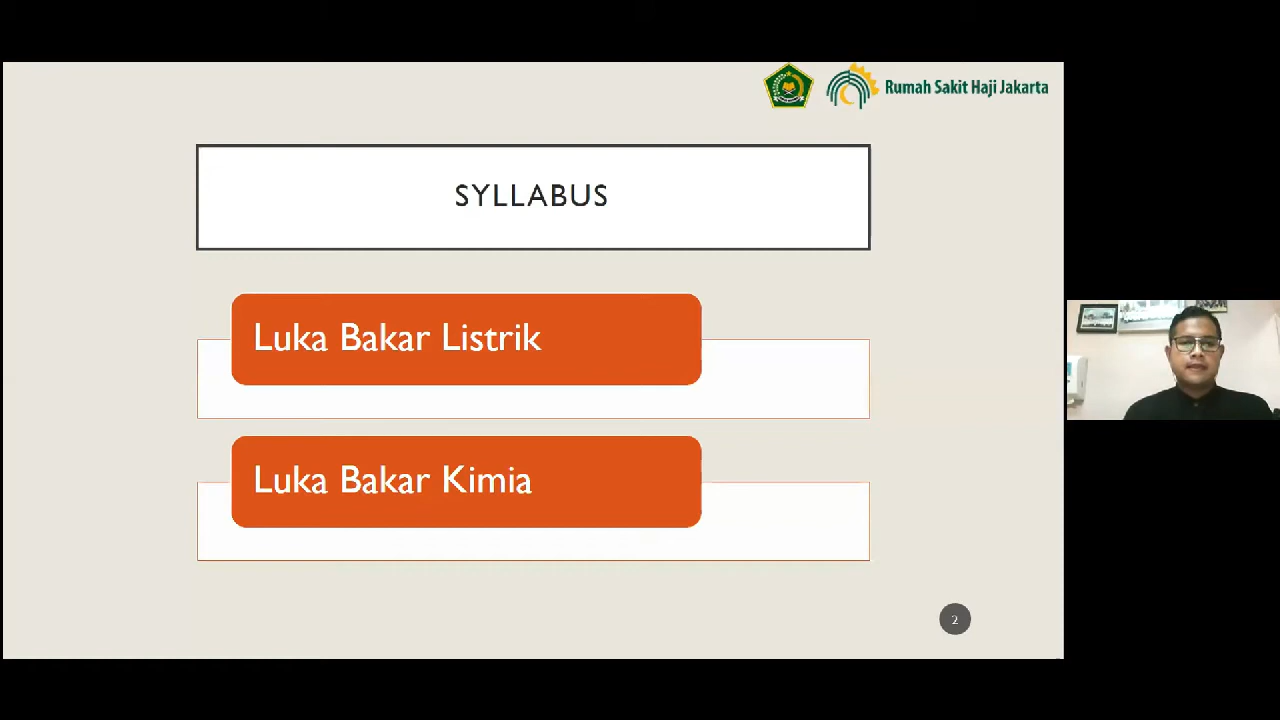 Rumah Sakit Haji Jakarta
SYLLABUS
Luka Bakar Listrik
Luka Bakar Kimia
2